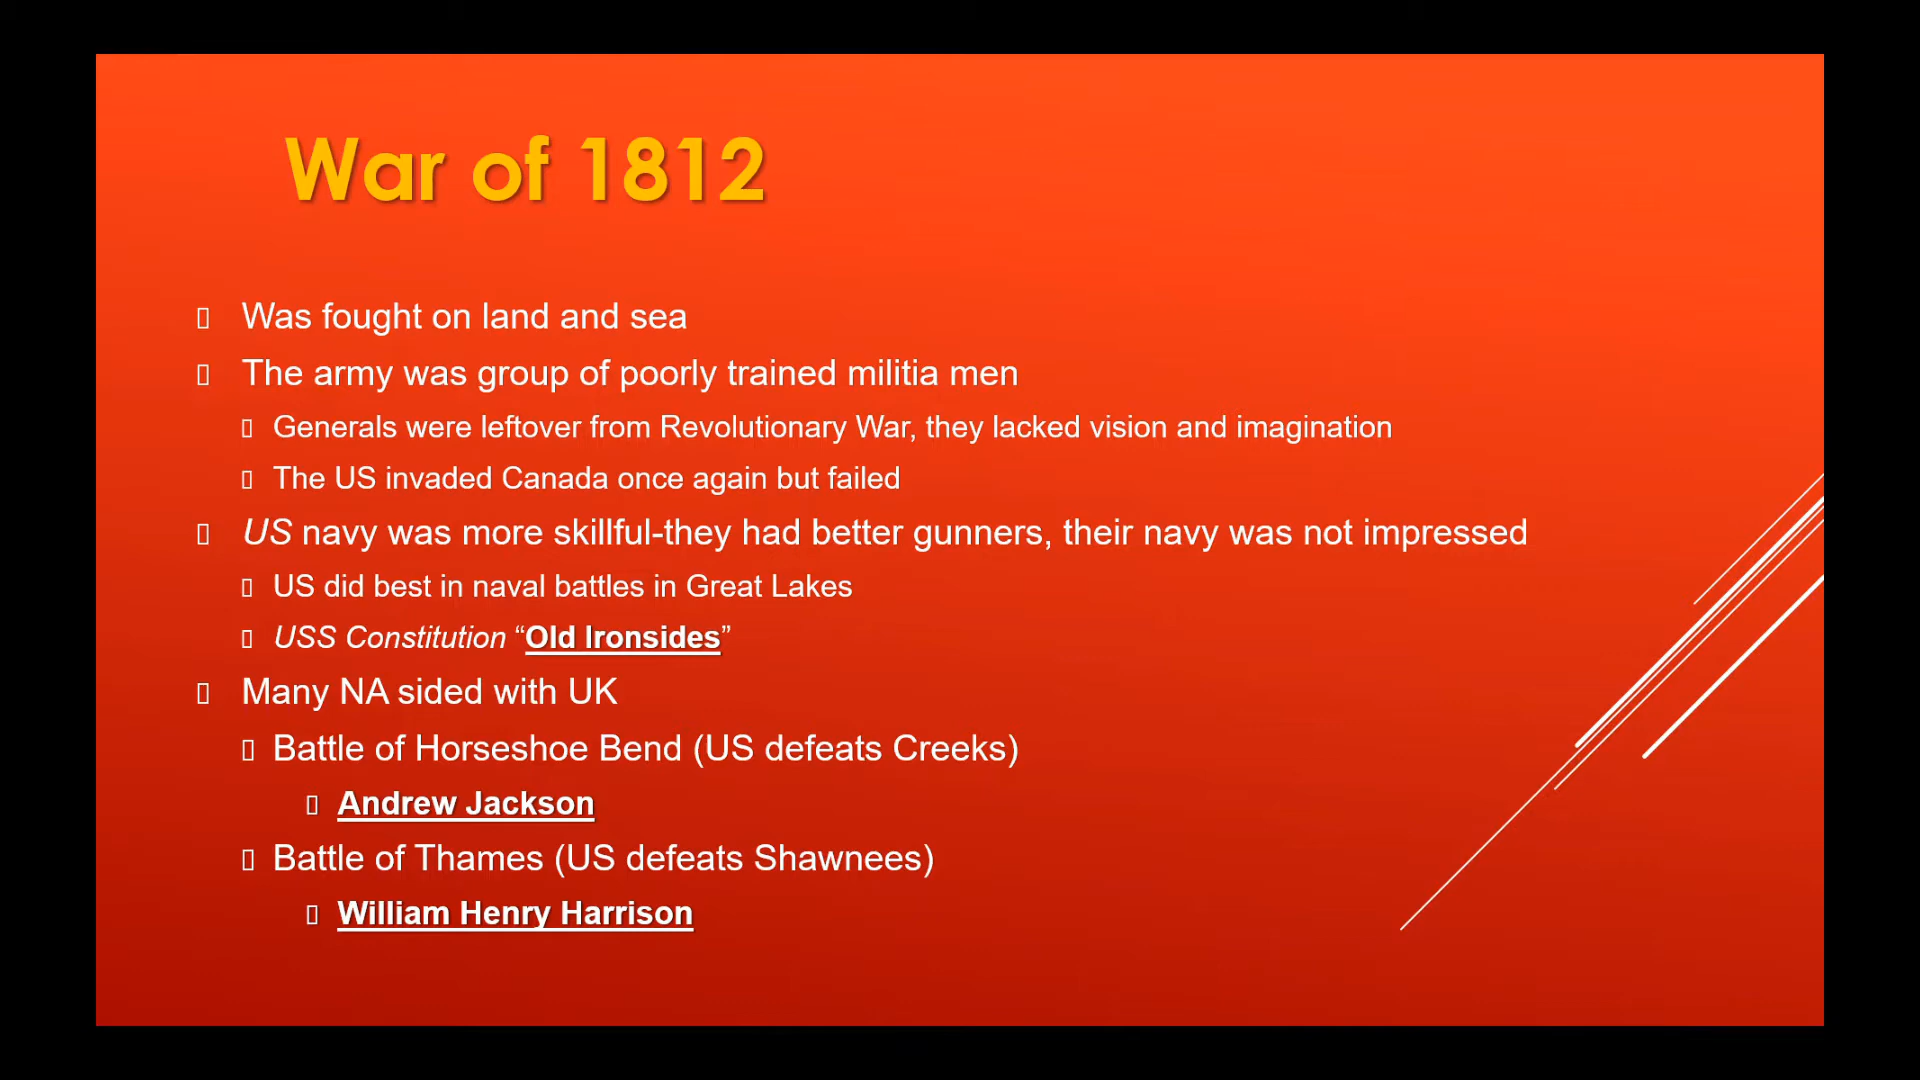 War of 1812
Was fought on land and sea
The army was group of poorly trained militia men
Generals were leftover from Revolutionary War, they lacked vision and imagination
The US invaded Canada once again but failed
US navy was more skillful-they had better gunners, their navy was not impressed
US did best in naval battles in Great Lakes
USS Constitution “Old Ironsides”
Many NA sided with UK
Battle of Horseshoe Bend (US defeats Creeks)
Andrew Jackson
Battle of Thames (US defeats Shawnees)
William Henry Harrison